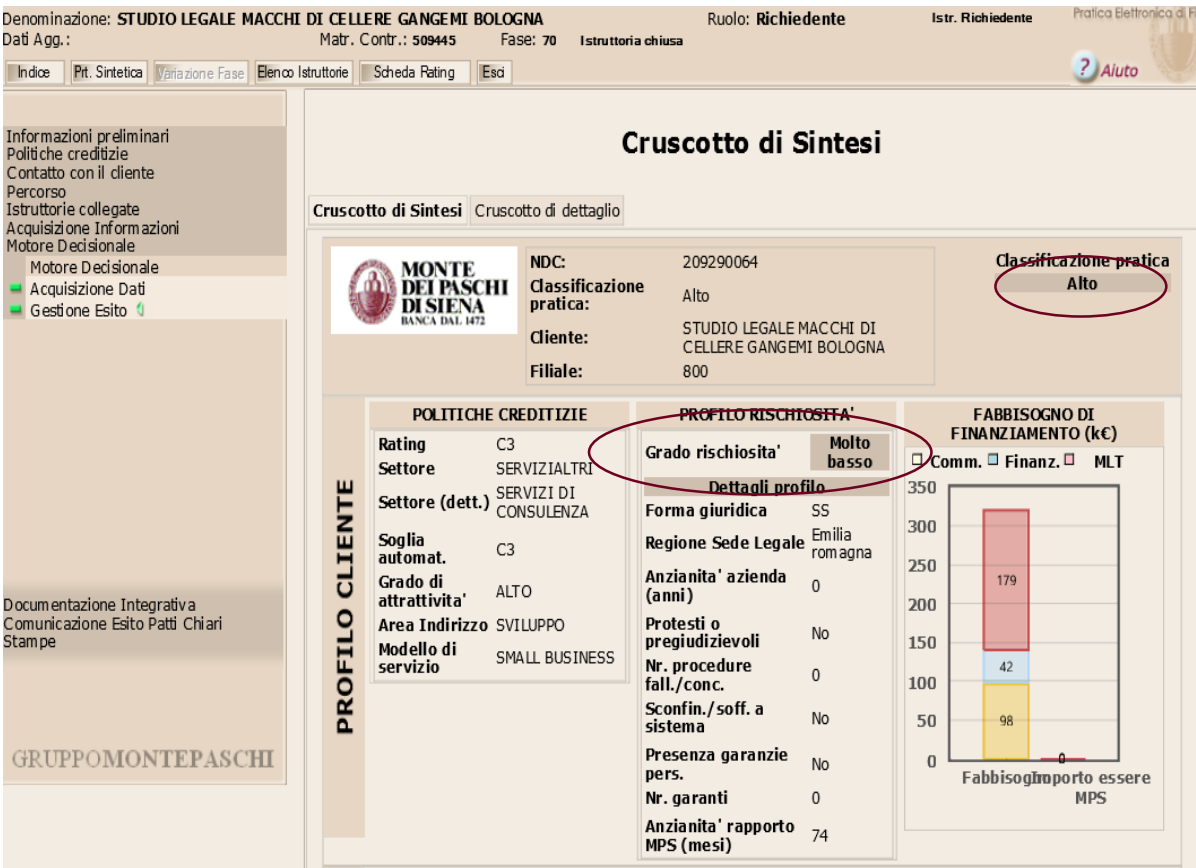 Denominazione: STUDIO LEGALE MACCHI DI CELLERE GANGEMI BOLOGNA Ruolo: Richiedente Istr. Richiedente Pratica Elettronica di
Dati Agg.: Matr. Contr.: 509445 Fase: 70 Istruttoria chiusa
Indice Prt. Sintetica Variazione Fase Elenco Istruttorie Scheda Rating Esci ? Aiuto
Informazioni preliminari
Politiche creditizie
Contatto con il cliente
Percorso
Istruttorie collegate
Acquisizione Informazioni
Motore Decisionale
Motore Decisionale
Acquisizione Dati
Gestione Esito
Documentazione Integrativa
Comunicazione Esito Patti Chiari
Stampe
GRUPPOMONTEPASCHI
Cruscotto di Sintesi
Cruscotto di Sintesi Cruscotto di dettaglio
MONTE
DEI PASCHI
DI SIENA
BANCA DAL 1472
NDC: 209290064
Classificazione pratica: Alto
Cliente: STUDIO LEGALE MACCHI DI CELLERE GANGEMI BOLOGNA
Filiale: 800
Classificazione pratica
Alto
PROFILO CLIENTE
POLITICHE CREDITIZIE
Rating C3
Settore SERVIZIALTRI
Settore (dett.) SERVIZI DI CONSULENZA
Soglia automat. C3
Grado di attrattivita' ALTO
Area Indirizzo SVILUPPO
Modello di servizio SMALL BUSINESS
PROFILO RISCHIOSITA'
Grado rischiosita' Molto basso
Dettagli profilo
Forma giuridica SS
Regione Sede Legale Emilia romagna
Anzianita' azienda (anni) 0
Protesti o pregiudizievoli No
Nr. procedure fall./conc. 0
Sconfin./soff. a sistema No
Presenza garanzie pers. No
Nr. garanti 0
Anzianita' rapporto MPS (mesi) 74
FABBISOGNO DI
FINANZIAMENTO (k€)
Comm. Finanz. MLT
350
300
250
200
150
100
50
0
179
42
98
0
Fabbisogno
Importo essere
MPS